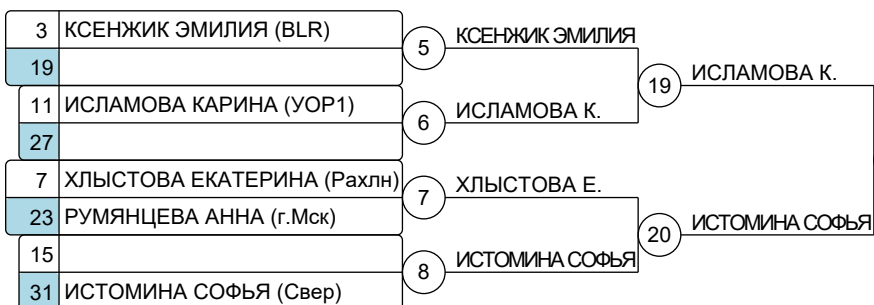 3 КСЕНЖИК ЭМИЛИЯ (BLR)
19
5 КСЕНЖИК ЭМИЛИЯ
11 ИСЛАМОВА КАРИНА (УОР1)
27
6 ИСЛАМОВА К.
19 ИСЛАМОВА К.
7 ХЛЫСТОВА ЕКАТЕРИНА (Рахлн)
23 РУМЯНЦЕВА АННА (г.Мск)
7 ХЛЫСТОВА Е.
15
31 ИСТОМИНА СОФЬЯ (Свер)
8 ИСТОМИНА СОФЬЯ
20 ИСТОМИНА СОФЬЯ